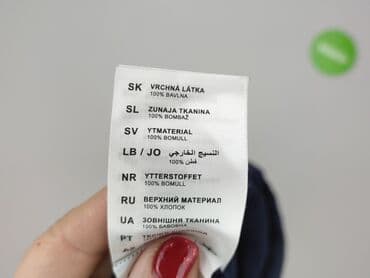 SK VRCHNÁ LÁTKA
100% BAVLNA
SL ZUNAJA TKANINA
100% BOMBAŽ
SV YTMATERIAL
100% BOMULL
LB / JO النسيج الخارجي
100% قطن
NR YTTERSTOFFET
100% BOMULL
RU ВЕРХНИЙ МАТЕРИАЛ
100% ХЛОПОК
UA ЗОВНІШНЯ ТКАНИНА
100% БАВОВНА
PT